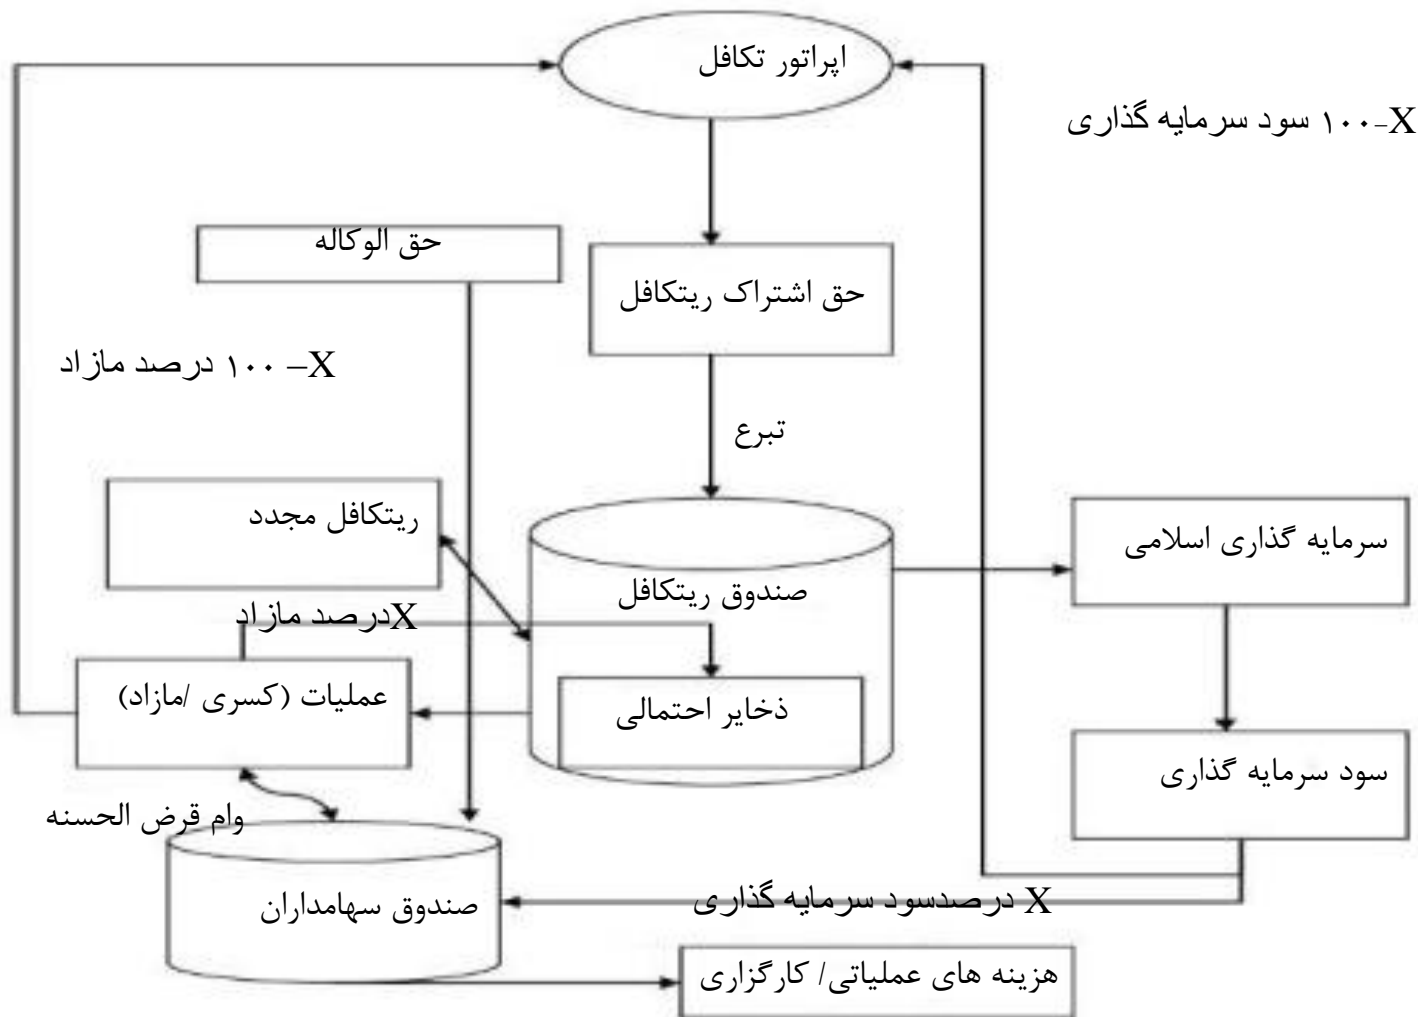 اپراتور تکافل
۱۰۰-X سود سرمایه گذاری
حق الوکاله
حق اشتراک ریتکافل
۱۰۰ –X درصد مازاد
تبرع
ریتکافل مجدد
سرمایه گذاری اسلامی
صندوق ریتکافل
Xدرصد مازاد
عملیات (کسری /مازاد)
ذخایر احتمالی
سود سرمایه گذاری
وام قرض الحسنه
صندوق سهامداران
X درصدسود سرمایه گذاری
هزینه های عملیاتی/ کارگزاری